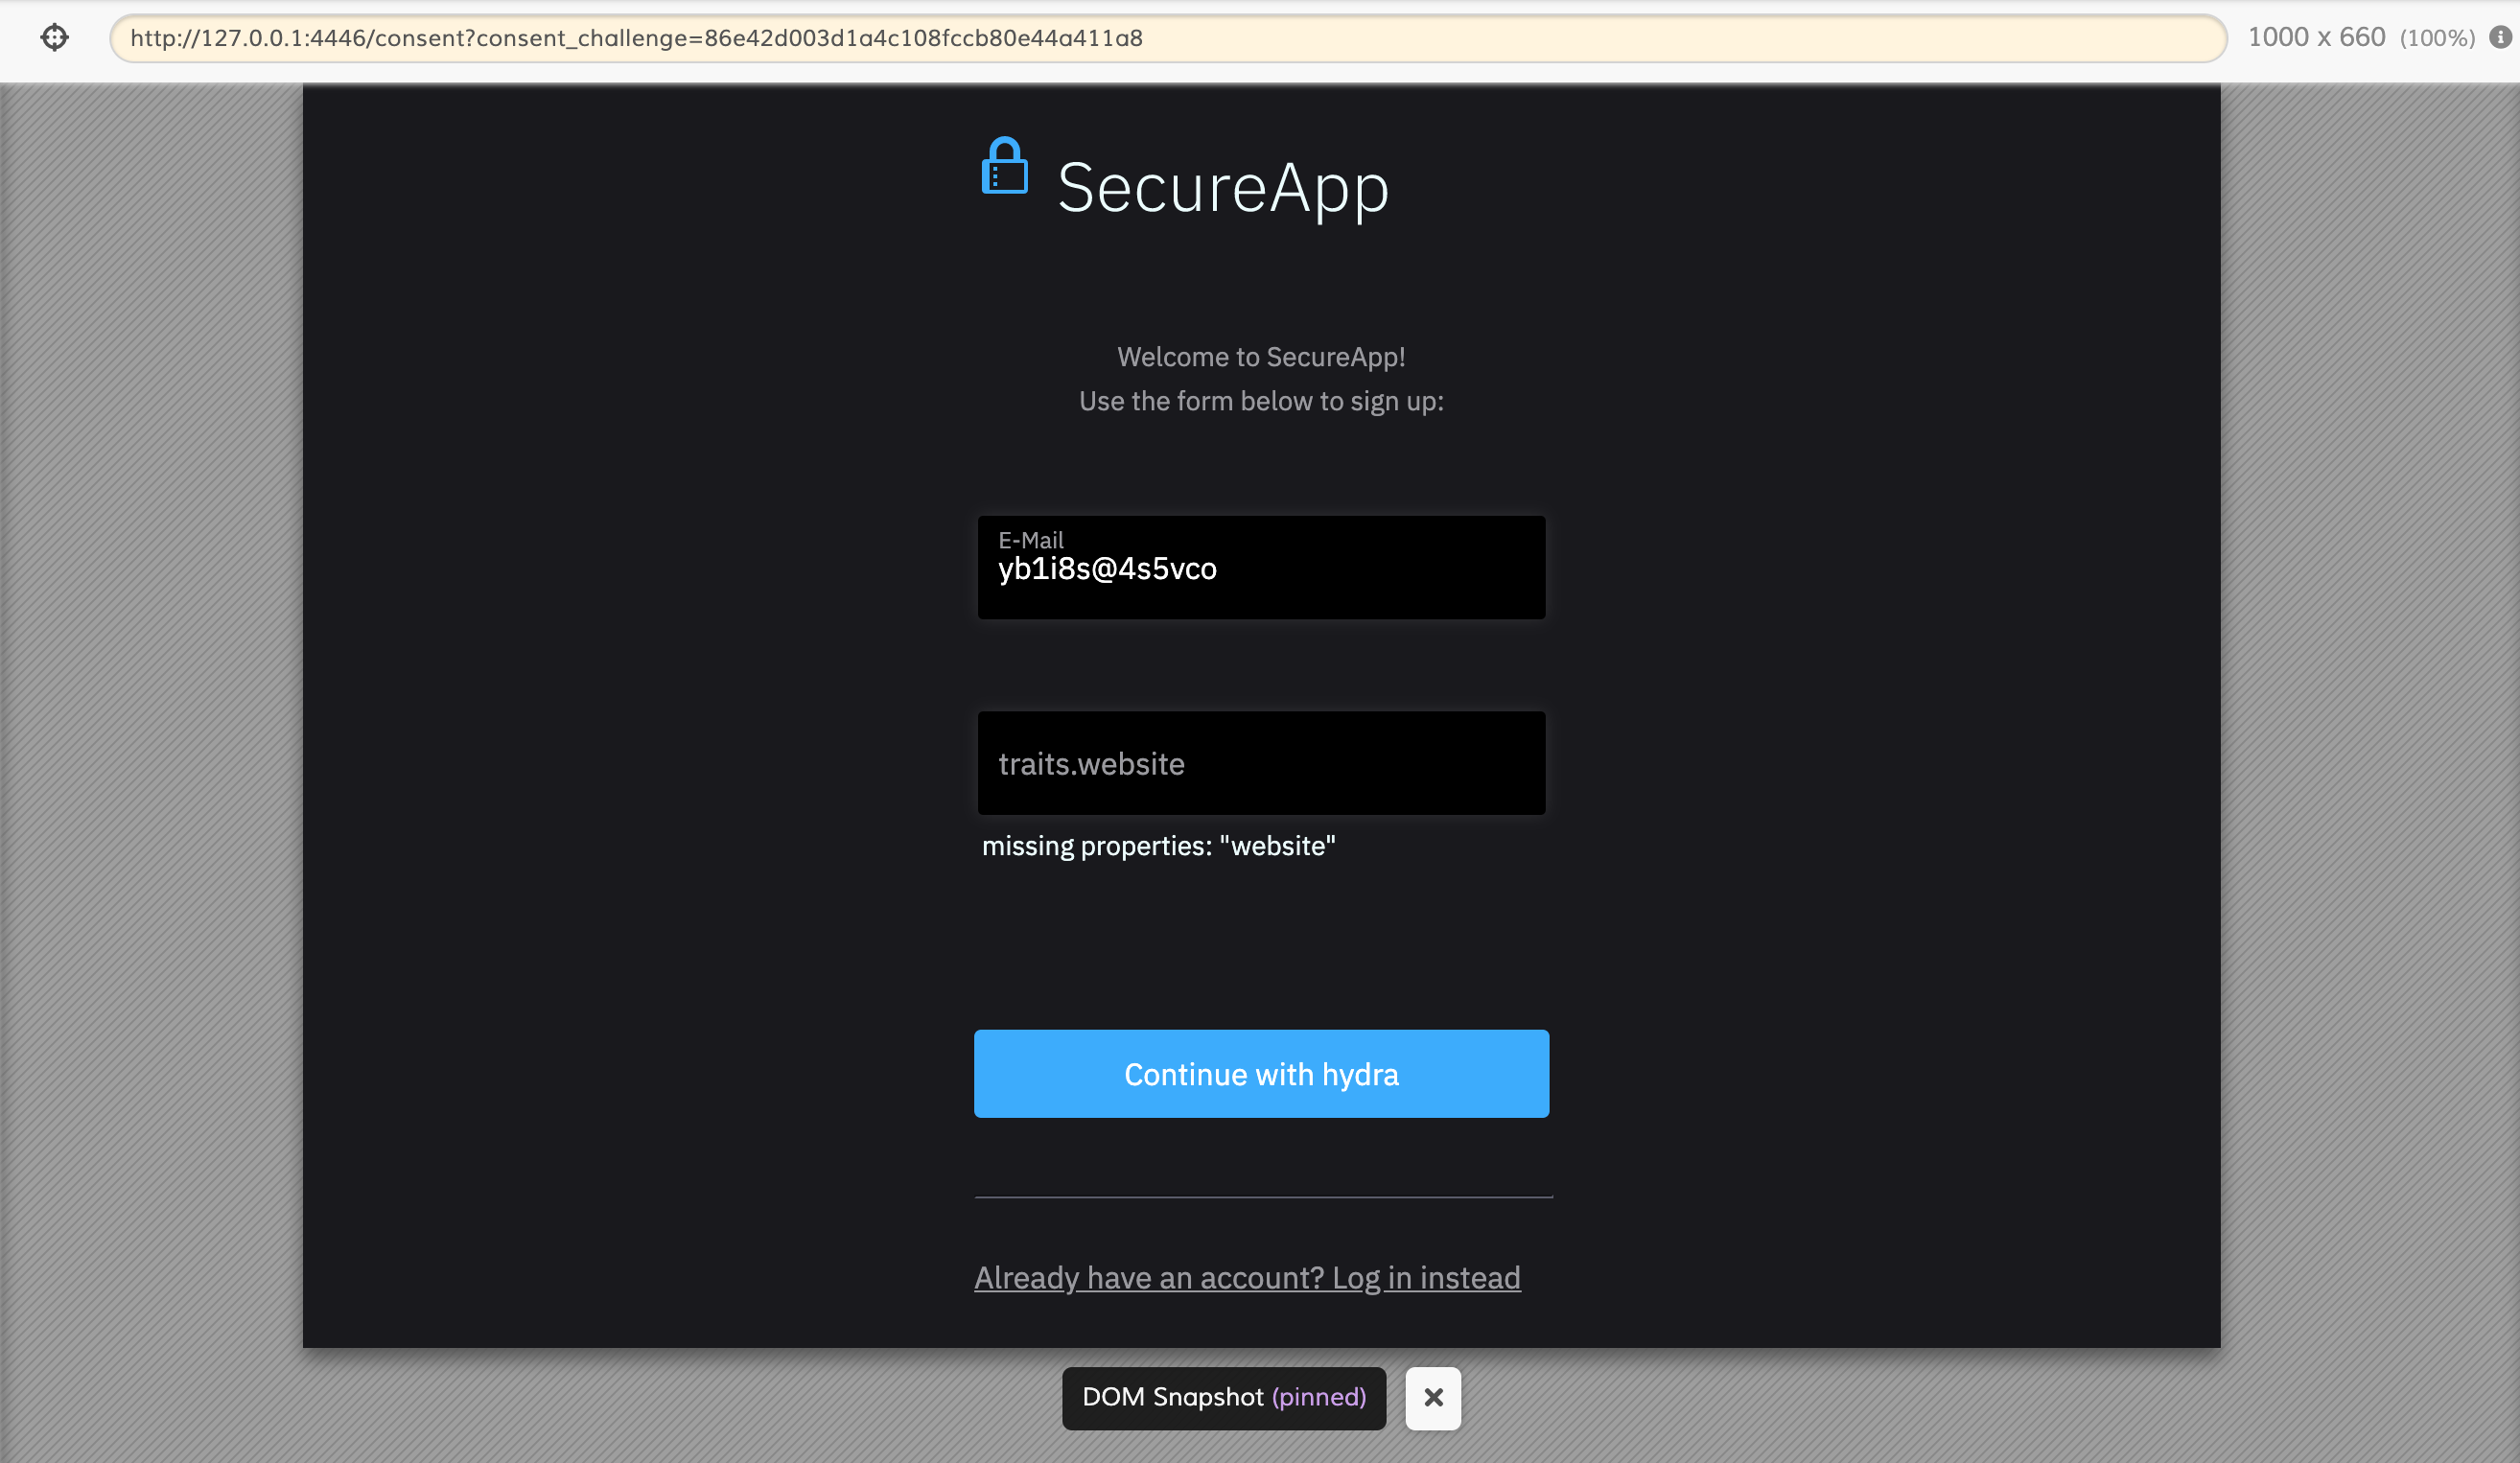 http://127.0.0.1:4446/consent?consent_challenge=86e42d003d1a4c108fccb80e44a411a8
1000 x 660 (100%)
SecureApp
Welcome to SecureApp!
Use the form below to sign up:
E-Mail
yb1i8s@4s5vco
traits.website
missing properties: "website"
Continue with hydra
Already have an account? Log in instead
DOM Snapshot (pinned)